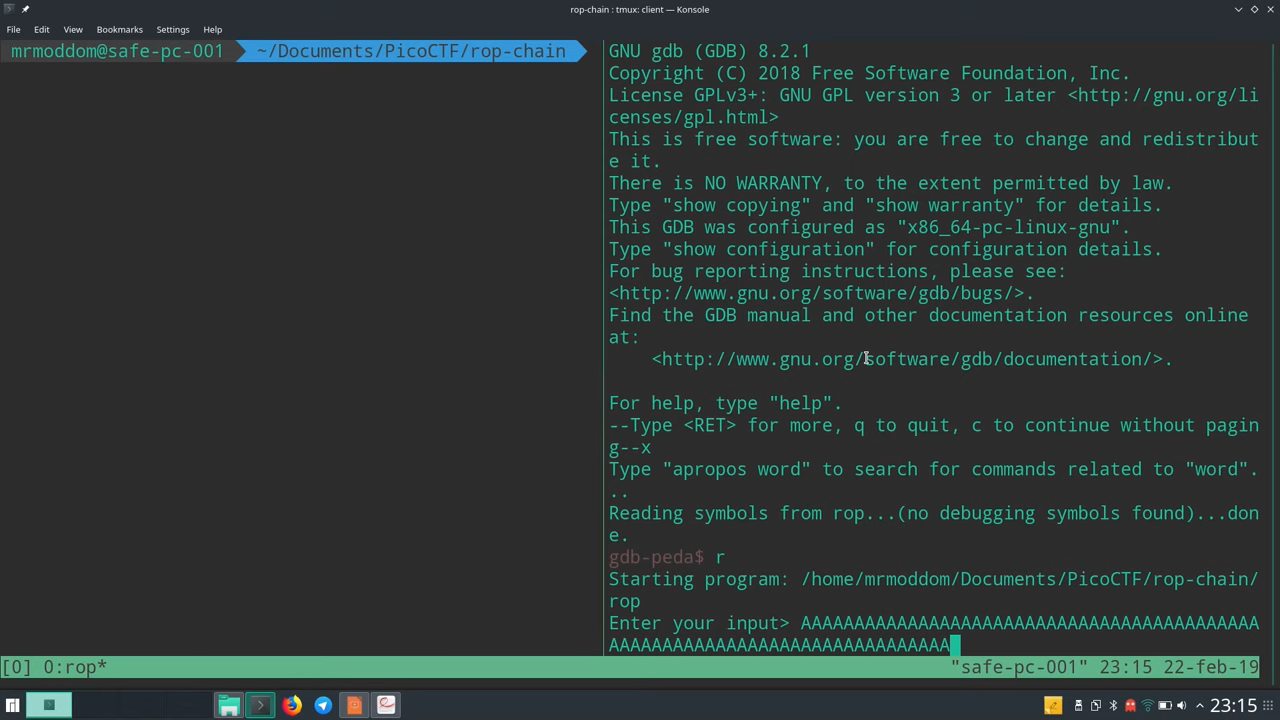 rop-chain : tmux: client — Konsole
File Edit View Bookmarks Settings Help
mrmoddom@safe-pc-001 ~/Documents/PicoCTF/rop-chain
GNU gdb (GDB) 8.2.1
Copyright (C) 2018 Free Software Foundation, Inc.
License GPLv3+: GNU GPL version 3 or later <http://gnu.org/li
censes/gpl.html>
This is free software: you are free to change and redistribut
e it.
There is NO WARRANTY, to the extent permitted by law.
Type "show copying" and "show warranty" for details.
This GDB was configured as "x86_64-pc-linux-gnu".
Type "show configuration" for configuration details.
For bug reporting instructions, please see:
<http://www.gnu.org/software/gdb/bugs/>.
Find the GDB manual and other documentation resources online
at:
<http://www.gnu.org/software/gdb/documentation/>.
For help, type "help".
--Type <RET> for more, q to quit, c to continue without pagin
g--x
Type "apropos word" to search for commands related to "word".
..
Reading symbols from rop...(no debugging symbols found)...don
e.
gdb-peda$ r
Starting program: /home/mrmoddom/Documents/PicoCTF/rop-chain/
rop
Enter your input> AAAAAAAAAAAAAAAAAAAAAAAAAAAAAAAAAAAAAAAAAAA
AAAAAAAAAAAAAAAAAAAAAAAAAAAAAAAA
[0] 0:rop* "safe-pc-001" 23:15 22-feb-19
23:15